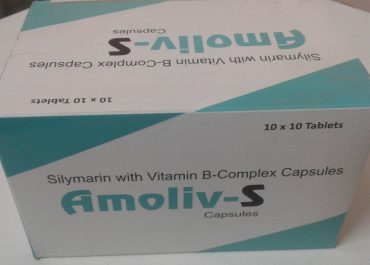 Amoliv-S
Capsules
Silymarin with Vitamin B-Complex Capsules
10 x 10 Tablets
10 x 10 Tablets
Silymarin with Vitamin B-Complex Capsules
Amoliv-S
Capsules